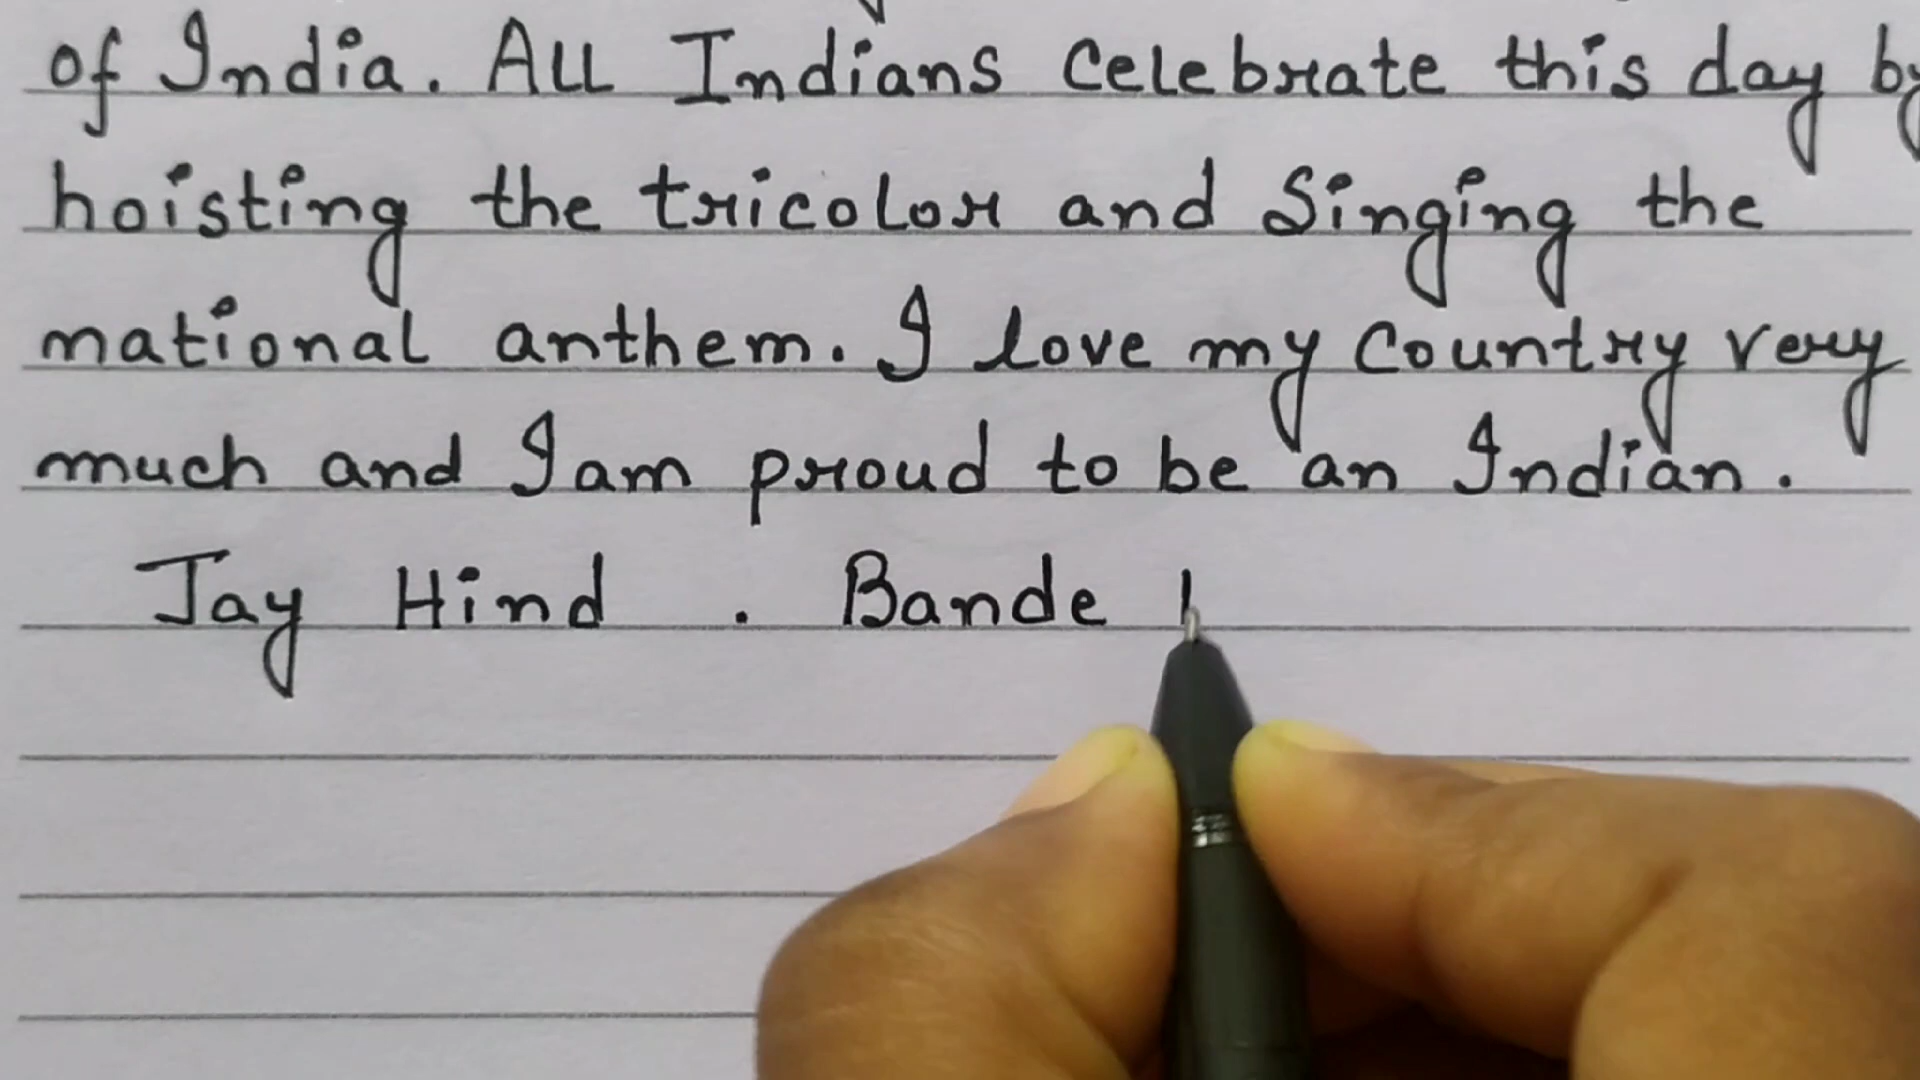 of India. All Indians celebrate this day by
hoisting the tricolor and Singing the
national anthem. I love my country very
much and I am proud to be an Indian.
Jay Hind . Bande